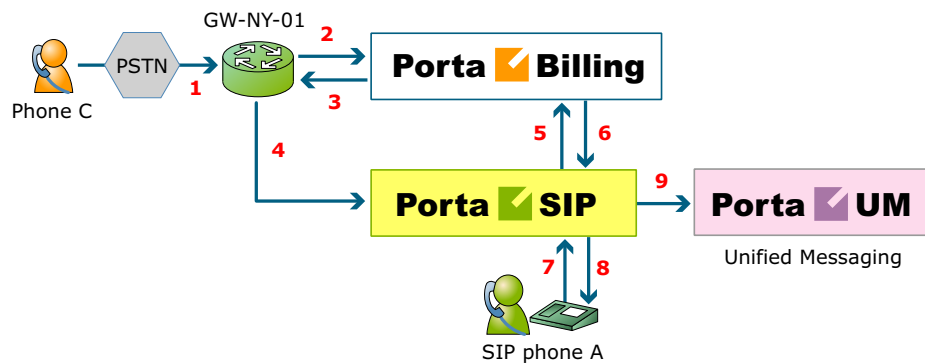 GW-NY-01
2
PSTN
Porta Billing
1
3
Phone C
4
5
6
9
Porta SIP
Porta UM
7
8
Unified Messaging
SIP phone A